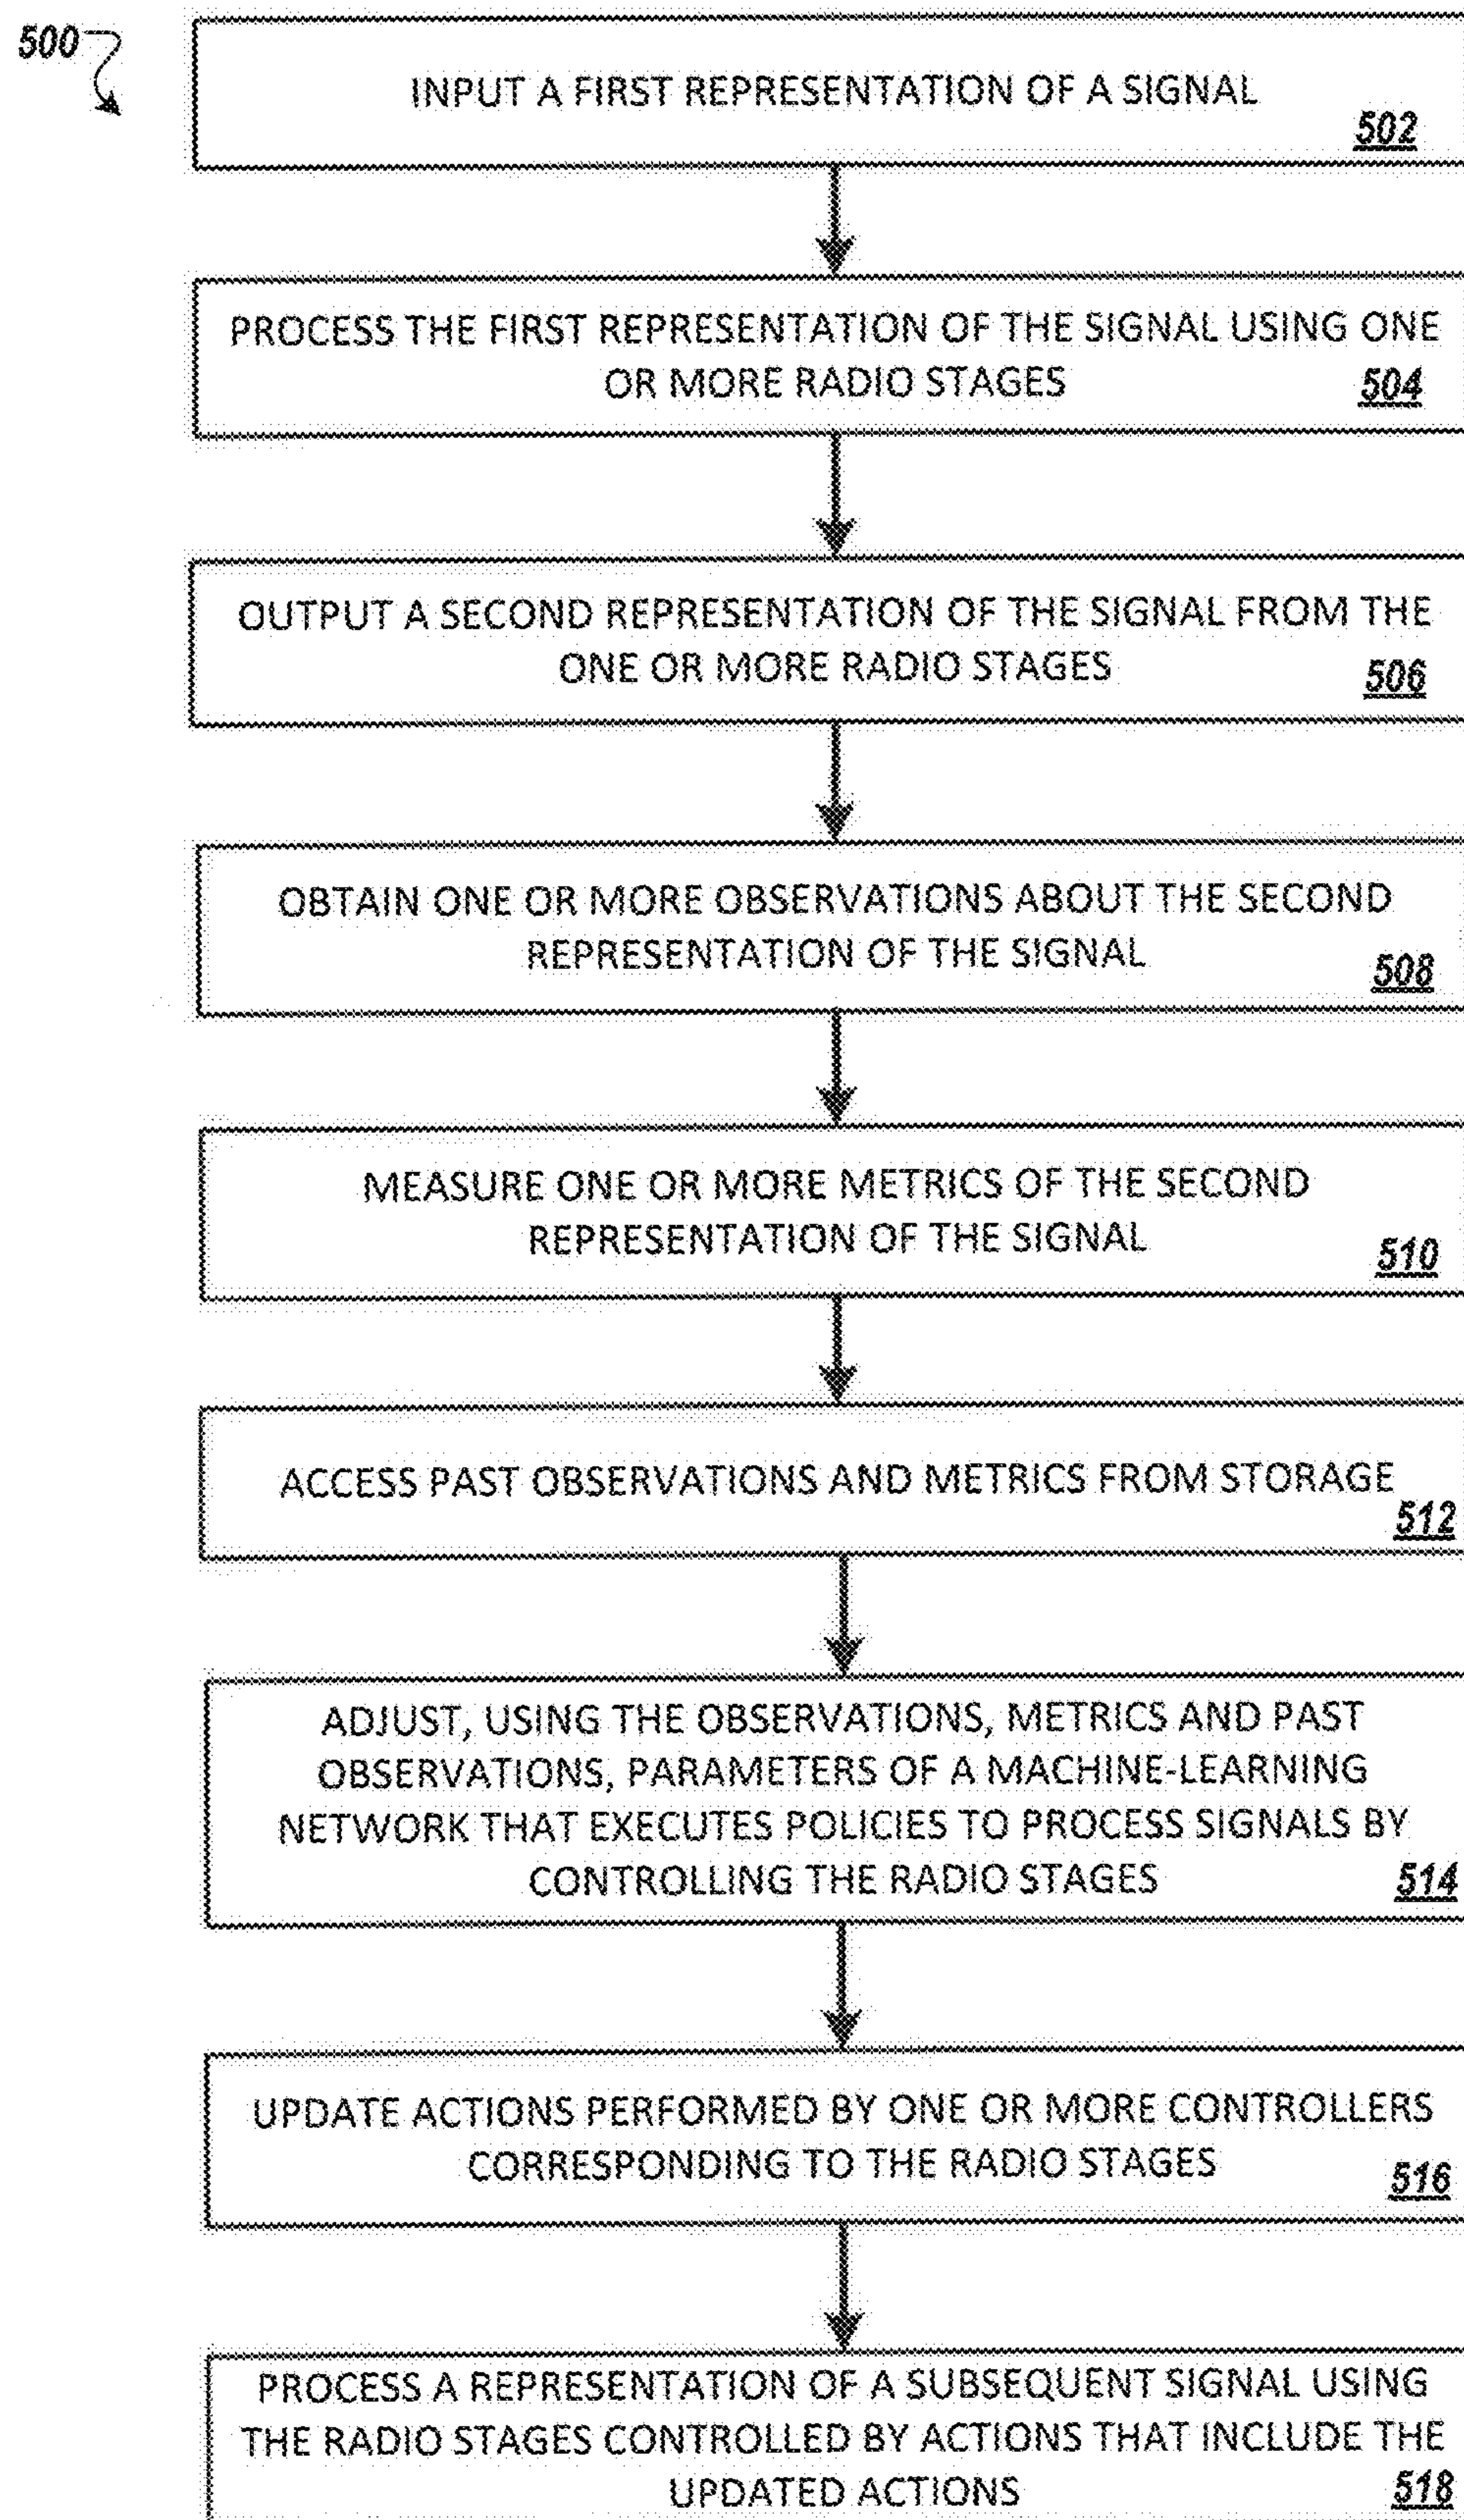 500
INPUT A FIRST REPRESENTATION OF A SIGNAL
502
PROCESS THE FIRST REPRESENTATION OF THE SIGNAL USING ONE
OR MORE RADIO STAGES
504
OUTPUT A SECOND REPRESENTATION OF THE SIGNAL FROM THE
ONE OR MORE RADIO STAGES
506
OBTAIN ONE OR MORE OBSERVATIONS ABOUT THE SECOND
REPRESENTATION OF THE SIGNAL
508
MEASURE ONE OR MORE METRICS OF THE SECOND
REPRESENTATION OF THE SIGNAL
510
ACCESS PAST OBSERVATIONS AND METRICS FROM STORAGE
512
ADJUST, USING THE OBSERVATIONS, METRICS AND PAST
OBSERVATIONS, PARAMETERS OF A MACHINE-LEARNING
NETWORK THAT EXECUTES POLICIES TO PROCESS SIGNALS BY
CONTROLLING THE RADIO STAGES
514
UPDATE ACTIONS PERFORMED BY ONE OR MORE CONTROLLERS
CORRESPONDING TO THE RADIO STAGES
516
PROCESS A REPRESENTATION OF A SUBSEQUENT SIGNAL USING
THE RADIO STAGES CONTROLLED BY ACTIONS THAT INCLUDE THE
UPDATED ACTIONS
518